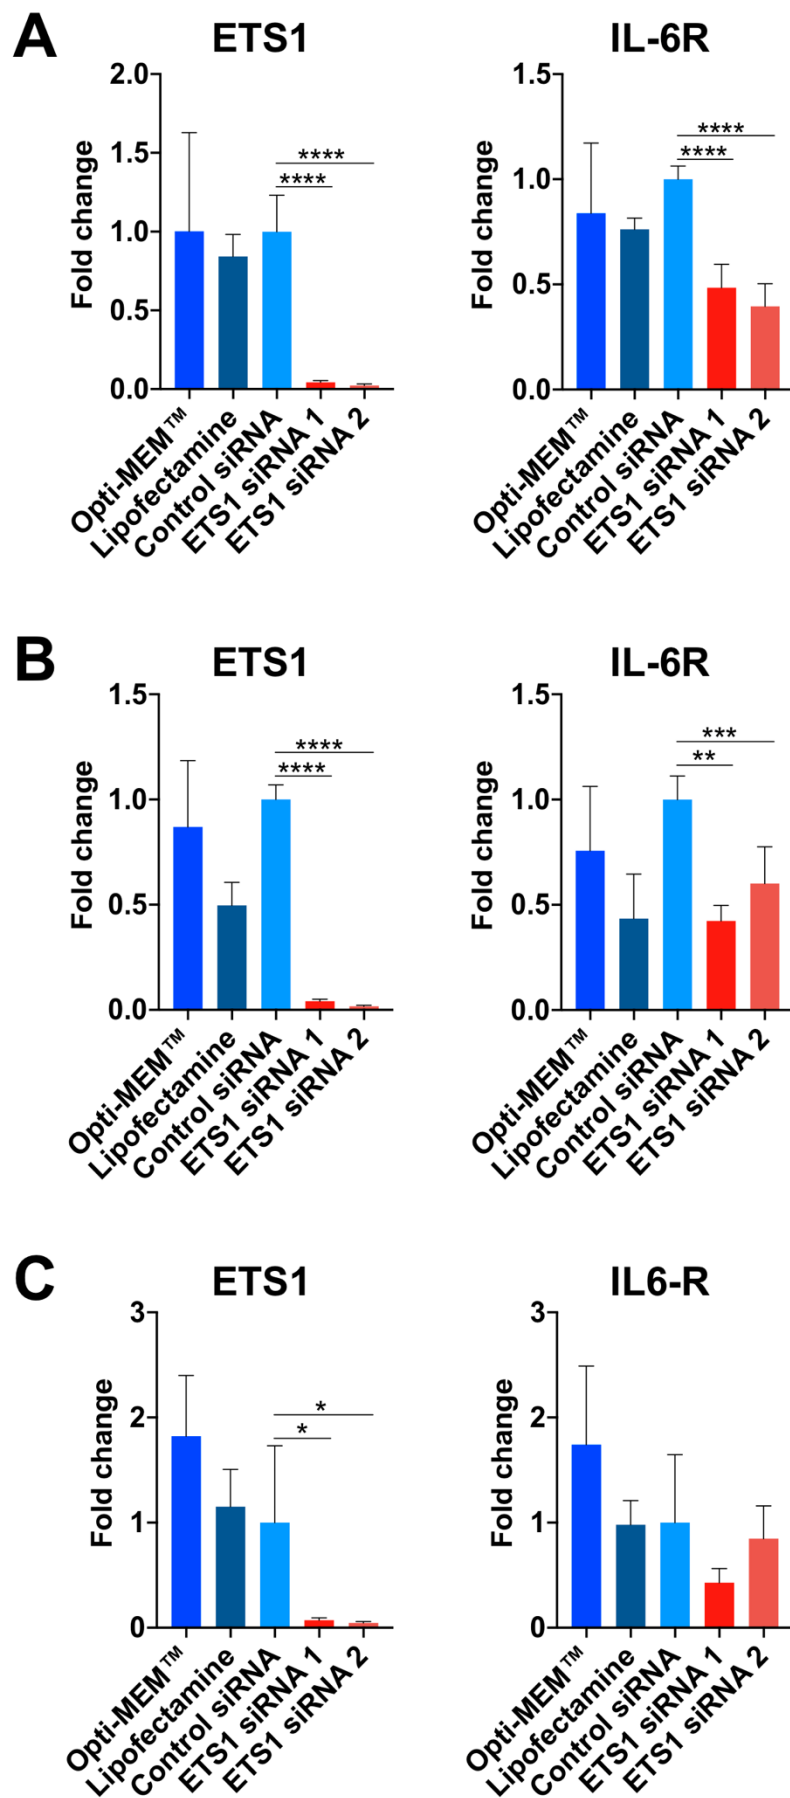 A
ETS1
IL-6R
Fold change
2.0
1.5
1.0
0.5
0.0
****
****
Opti-MEM™
Lipofectamine
Control siRNA
ETS1 siRNA 1
ETS1 siRNA 2
Fold change
1.5
1.0
0.5
0.0
****
****
Opti-MEM™
Lipofectamine
Control siRNA
ETS1 siRNA 1
ETS1 siRNA 2
B
ETS1
IL-6R
Fold change
1.5
1.0
0.5
0.0
****
****
Opti-MEM™
Lipofectamine
Control siRNA
ETS1 siRNA 1
ETS1 siRNA 2
Fold change
1.5
1.0
0.5
0.0
***
**
Opti-MEM™
Lipofectamine
Control siRNA
ETS1 siRNA 1
ETS1 siRNA 2
C
ETS1
IL6-R
Fold change
3
2
1
0
*
*
Opti-MEM™
Lipofectamine
Control siRNA
ETS1 siRNA 1
ETS1 siRNA 2
Fold change
3
2
1
0
Opti-MEM™
Lipofectamine
Control siRNA
ETS1 siRNA 1
ETS1 siRNA 2